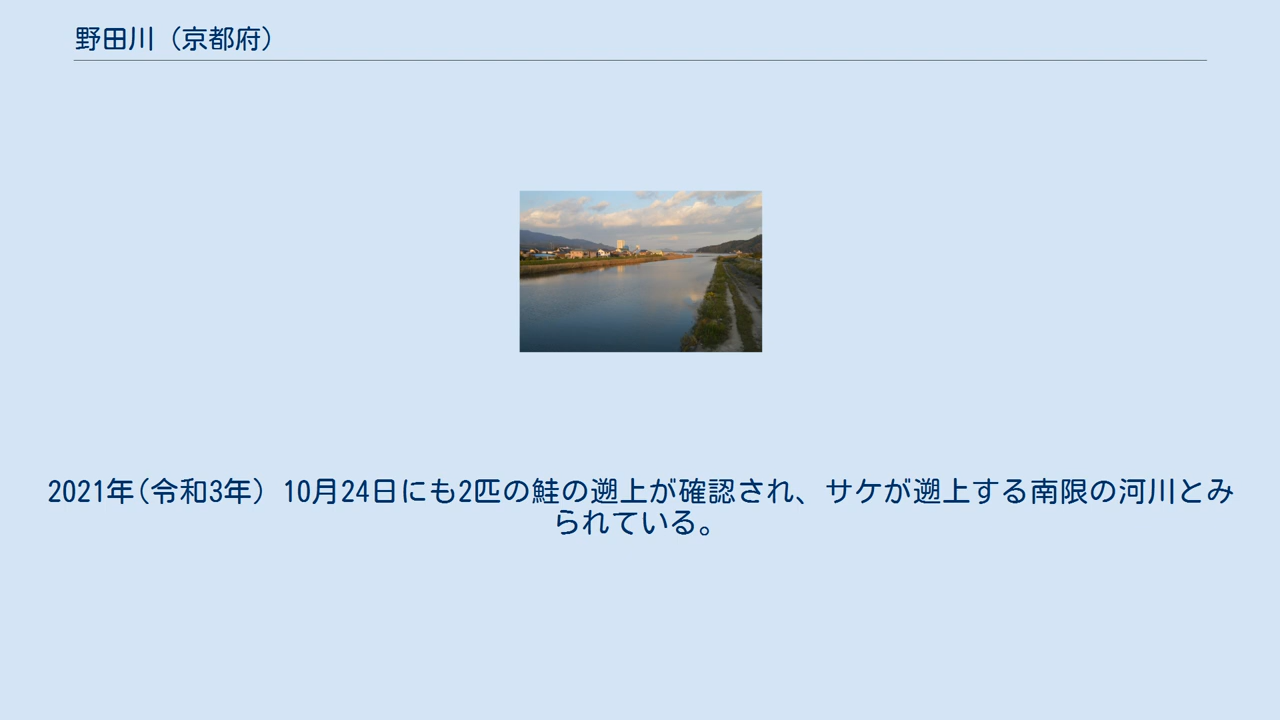 野田川（京都府）
2021年(令和3年） 10月24日にも2匹の鮭の遡上が確認され、サケが遡上する南限の河川とみ
られている。